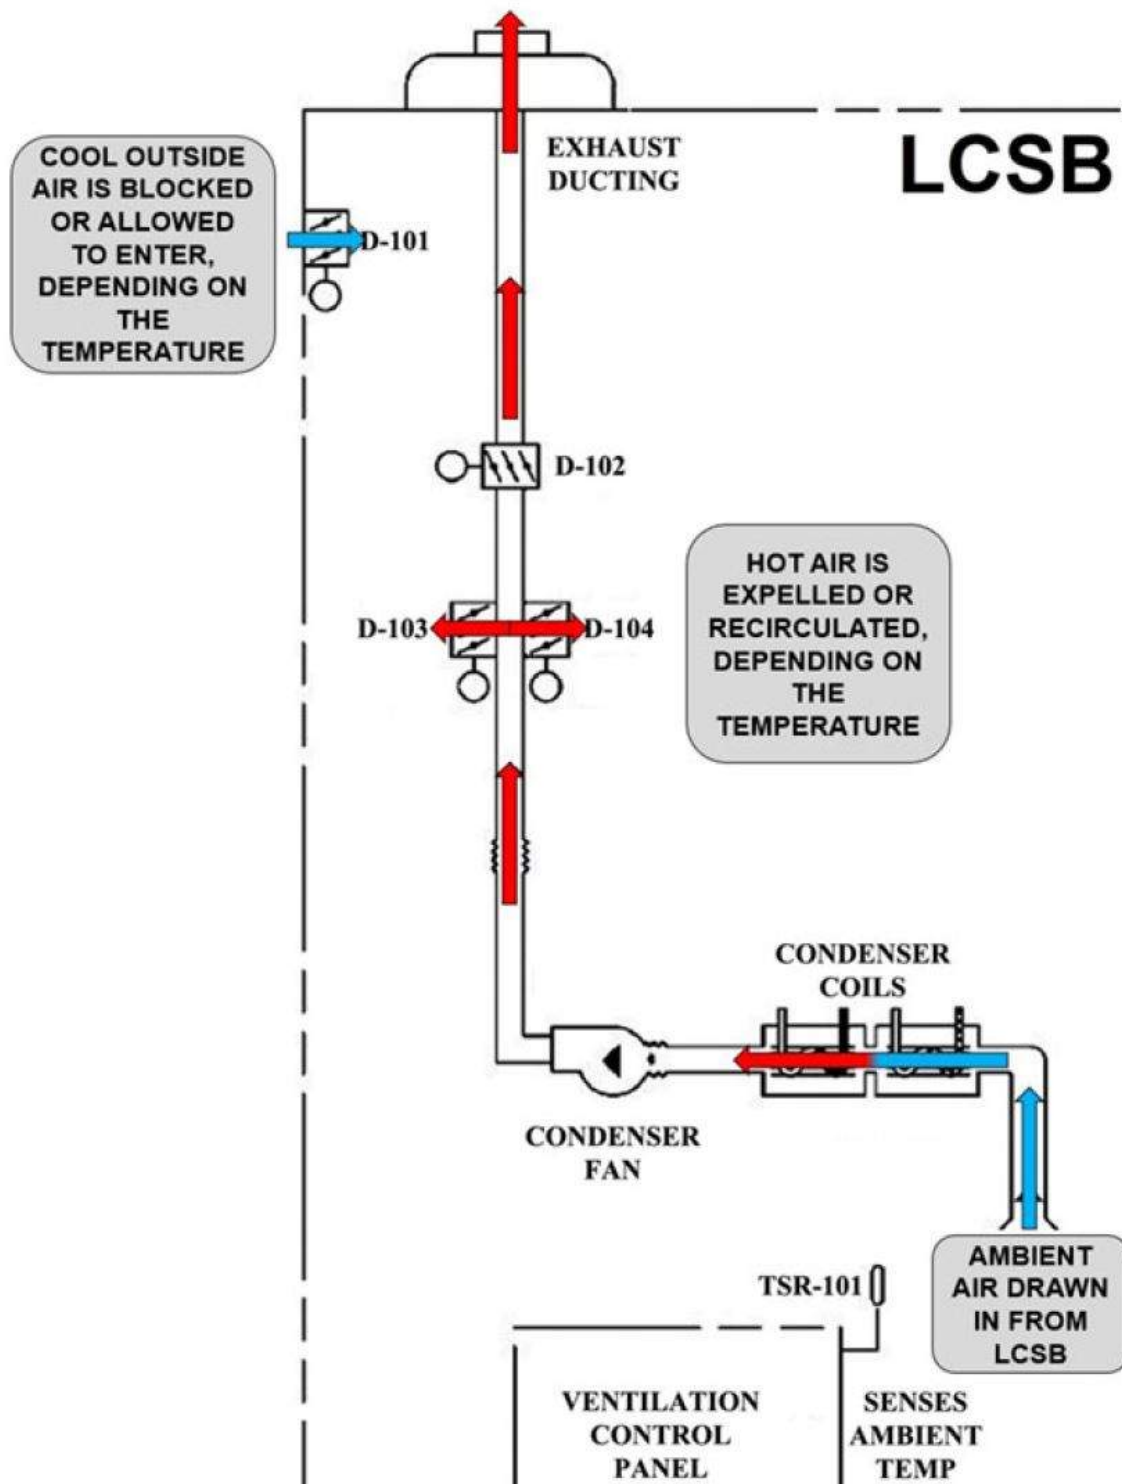 EXHAUST
DUCTING
LCSB
COOL OUTSIDE
AIR IS BLOCKED
OR ALLOWED
TO ENTER,
DEPENDING ON
THE
TEMPERATURE
D-101
D-102
HOT AIR IS
EXPELLED OR
RECIRCULATED,
DEPENDING ON
THE
TEMPERATURE
D-103
D-104
CONDENSER
COILS
CONDENSER
FAN
AMBIENT
AIR DRAWN
IN FROM
LCSB
TSR-101
VENTILATION
CONTROL
PANEL
SENSES
AMBIENT
TEMP